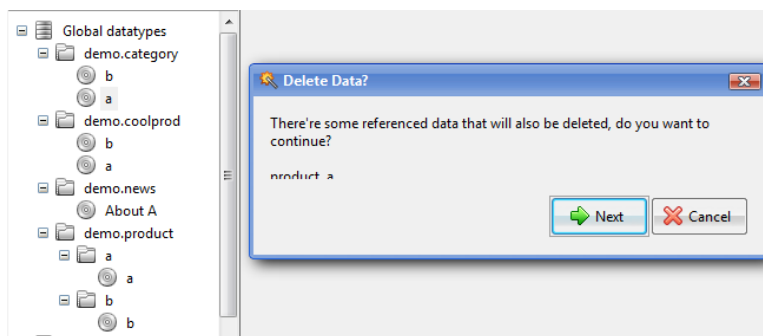 Global datatypes
demo.category
b
a
demo.coolprod
b
a
demo.news
About A
demo.product
a
a
b
b
Delete Data?
There're some referenced data that will also be deleted, do you want to
continue?
product a
Next
Cancel